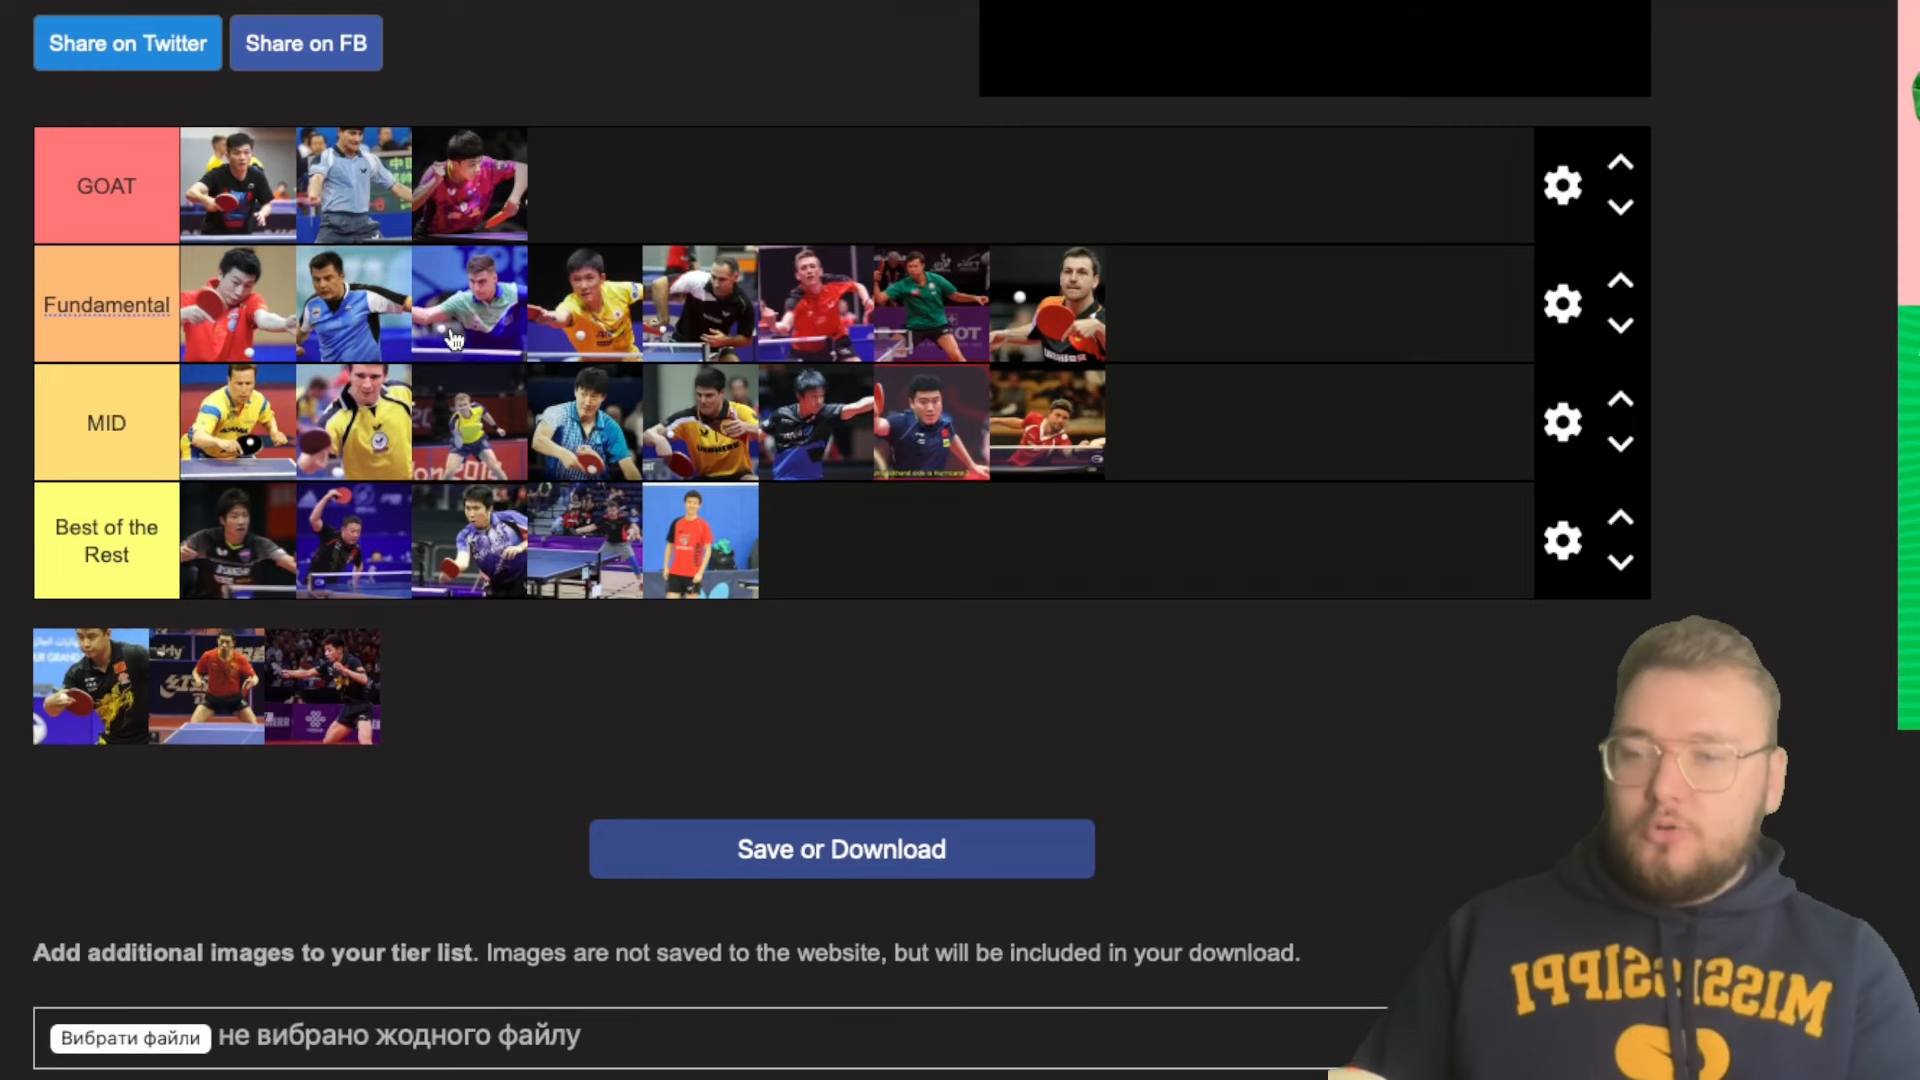 Share on Twitter
Share on FB
GOAT
Fundamental
MID
Best of the
Rest
Save or Download
Add additional images to your tier list. Images are not saved to the website, but will be included in your download.
Вибрати файли не вибрано жодного файлу
MISSISSIPPI